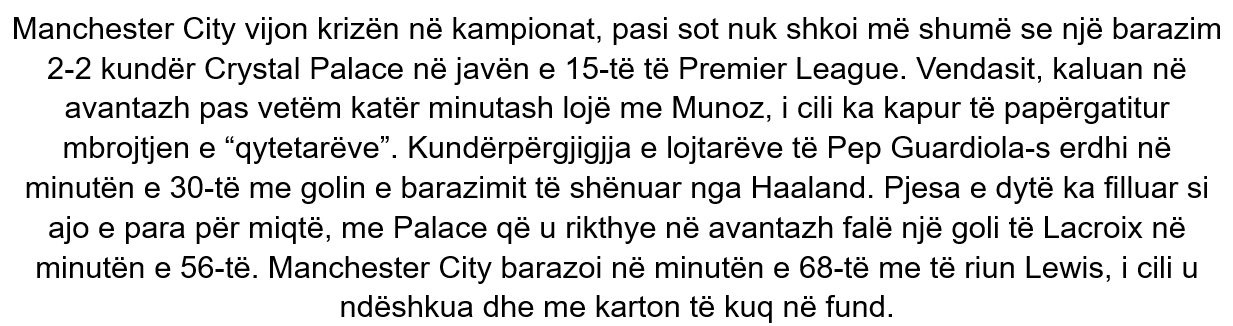 Manchester City vijon krizën në kampionat, pasi sot nuk shkoi më shumë se një barazim
2-2 kundër Crystal Palace në javën e 15-të të Premier League. Vendasit, kaluan në
avantazh pas vetëm katër minutash lojë me Munoz, i cili ka kapur të papërgatitur
mbrojtjen e “qytetarëve”. Kundërpërgjigjja e lojtarëve të Pep Guardiola-s erdhi në
minutën e 30-të me golin e barazimit të shënuar nga Haaland. Pjesa e dytë ka filluar si
ajo e para për miqtë, me Palace që u rikthye në avantazh falë një goli të Lacroix në
minutën e 56-të. Manchester City barazoi në minutën e 68-të me të riun Lewis, i cili u
ndëshkua dhe me karton të kuq në fund.